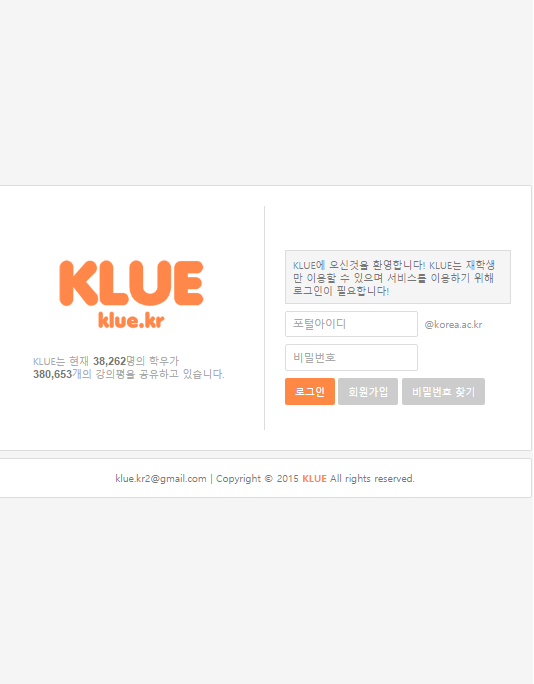 KLUE
klue.kr
KLUE는 현재 38,262명의 학우가
380,653개의 강의평을 공유하고 있습니다.
KLUE에 오신것을 환영합니다! KLUE는 재학생
만 이용할 수 있으며 서비스를 이용하기 위해
로그인이 필요합니다!
포털아이디 @korea.ac.kr
비밀번호
로그인 회원가입 비밀번호 찾기
klue.kr2@gmail.com | Copyright © 2015 KLUE All rights reserved.